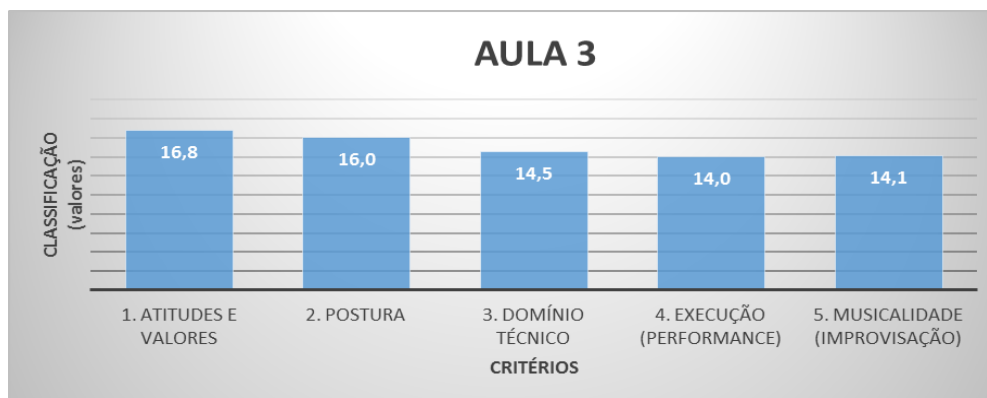 AULA 3
CLASSIFICAÇÃO
(valores)
16,8
16,0
14,5
14,0
14,1
1. ATITUDES E
VALORES
2. POSTURA
3. DOMÍNIO
TÉCNICO
4. EXECUÇÃO
(PERFORMANCE)
5. MUSICALIDADE
(IMPROVISAÇÃO)
CRITÉRIOS